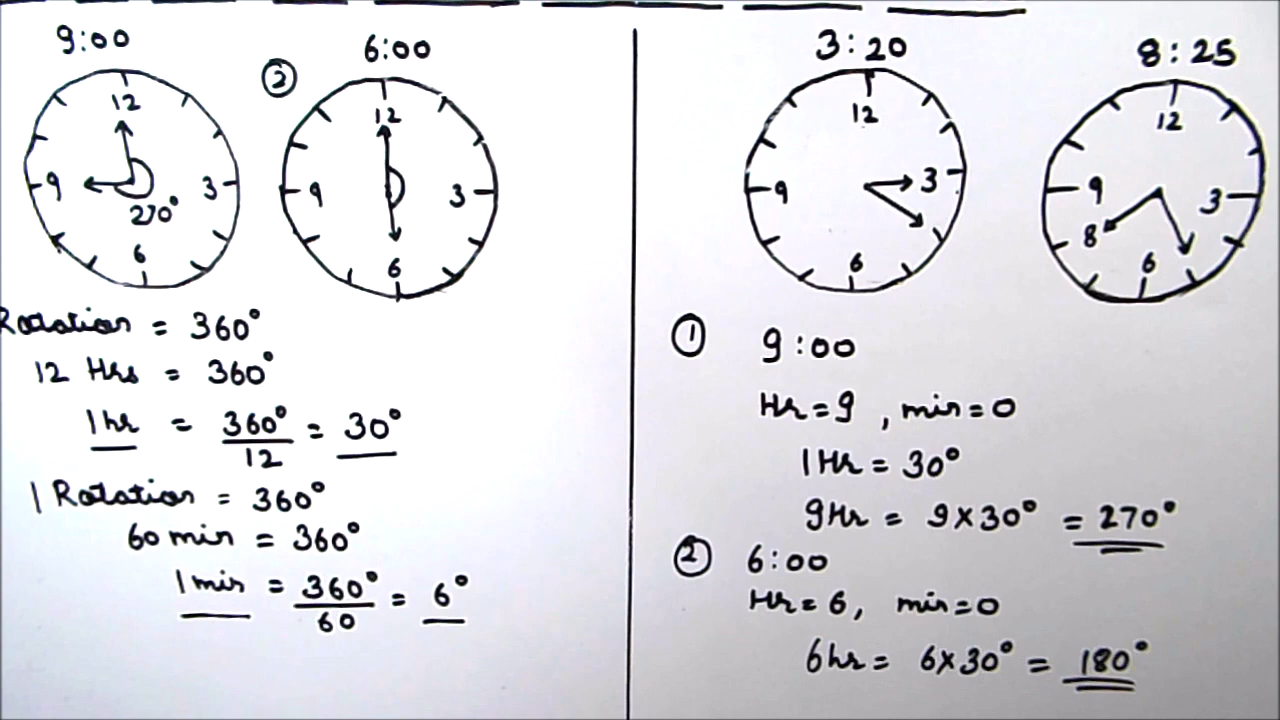 9:00
12
9
3
270°
6
②
6:00
12
9
3
6
Rotation = 360°
12 Hrs = 360°
1hr = 360°/12 = 30°
1 Rotation = 360°
60 min = 360°
1min = 360°/60 = 6°
3:20
12
9
3
6
8:25
12
9
3
8
6
① 9:00
Hr=9, min=0
1Hr = 30°
9Hr = 9×30° = 270°
② 6:00
Hr=6, min=0
6hr = 6×30° = 180°